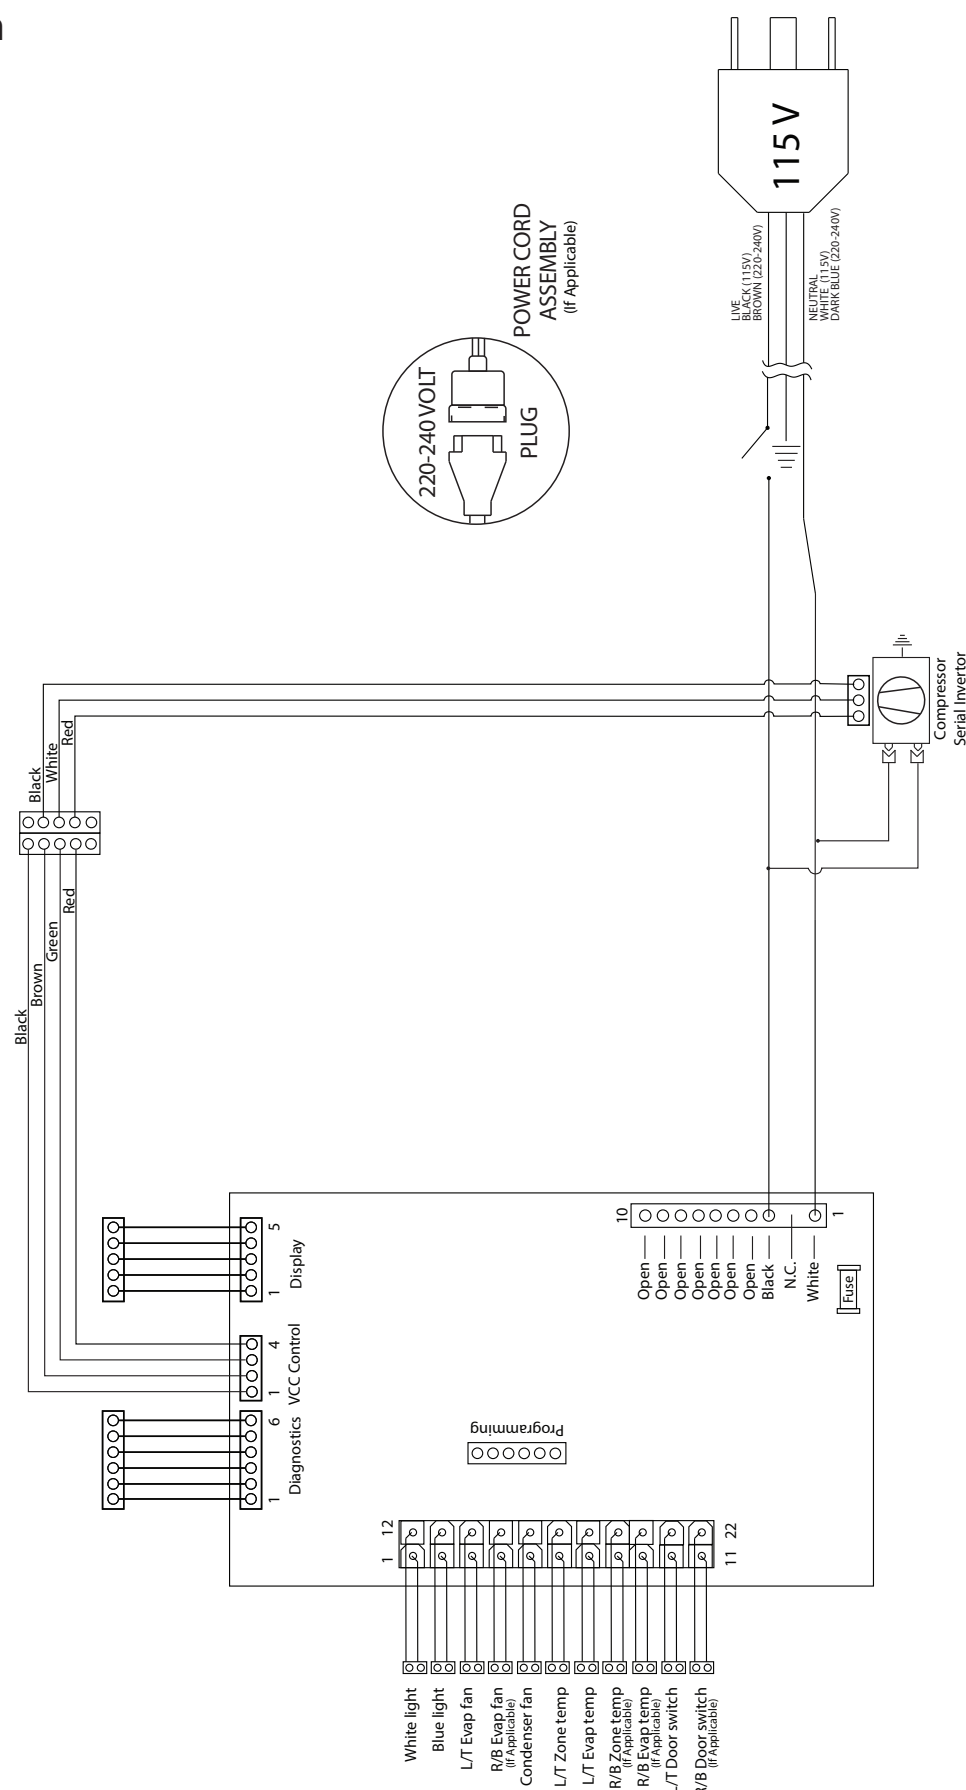 115 V
LIVE
BLACK (115V)
BROWN (220-240V)
NEUTRAL
WHITE (115V)
DARK BLUE (220-240V)
POWER CORD
ASSEMBLY
(If Applicable)
220-240 VOLT
PLUG
Compressor
Serial Invertor
Black
White
Red
Black
Brown
Green
Red
1
5
Display
1
4
VCC Control
1
6
Diagnostics
10
1
Open
Open
Open
Open
Open
Open
Open
Black
N.C.
White
Fuse
Programming
1
12
11
22
White light
Blue light
L/T Evap fan
R/B Evap fan
(If Applicable)
Condenser fan
L/T Zone temp
L/T Evap temp
R/B Zone temp
(If Applicable)
R/B Evap temp
(If Applicable)
L/T Door switch
R/B Door switch
(If Applicable)